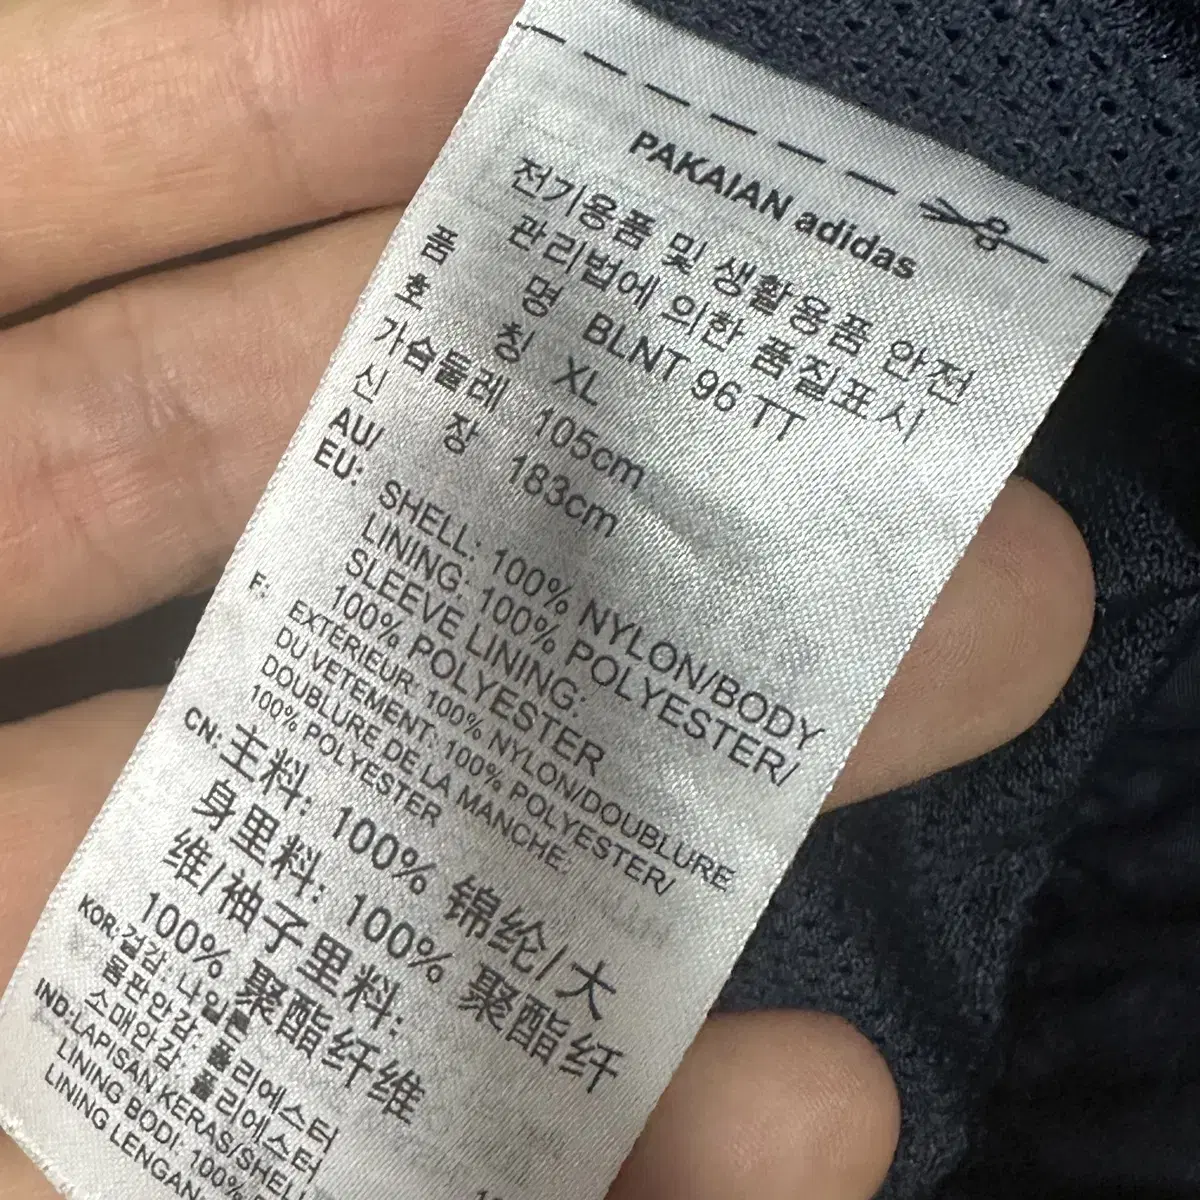 PAKAIAN adidas
전기용품 및 생활용품 안전
관리법에 의한 품질표시
품 명 BLNT 96 TT
호 칭 XL
가슴둘레 105cm
신 장 183cm
AU/
EU: SHELL: 100% NYLON/BODY
LINING: 100% POLYESTER/
SLEEVE LINING:
100% POLYESTER
F: EXTÉRIEUR: 100% NYLON/DOUBLURE
DU VETEMENT: 100% POLYESTER/
DOUBLURE DE LA MANCHE:
100% POLYESTER
CN: 主料: 100% 锦纶/大
身里料: 100% 聚酯纤
维/袖子里料:
100% 聚酯纤维
KOR: 겉감: 나일론
몸판안감: 폴리에스터
소매안감: 폴리에스터
IND: LAPISAN KERAS/SHELL
LINING BODI: 100%
LINING LENGAN